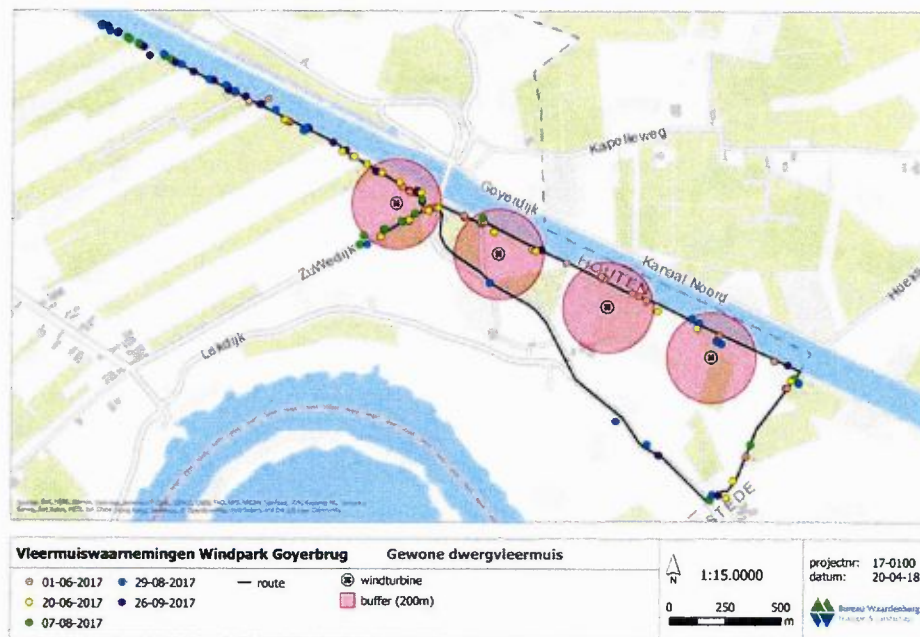 Kapelleweg
Goyerdijk
HOUTEN
Kanaal Noord
ZuWedijk
Lekdijk
STEDE
Vleermuiswaarnemingen Windpark Goyerbrug
Gewone dwergvleermuis
01-06-2017
29-08-2017
route
windturbine
20-06-2017
26-09-2017
buffer (200m)
07-08-2017
N
1:15.0000
0 250 500
m
projectnr: 17-0100
datum: 20-04-18
Bureau Waardenburg